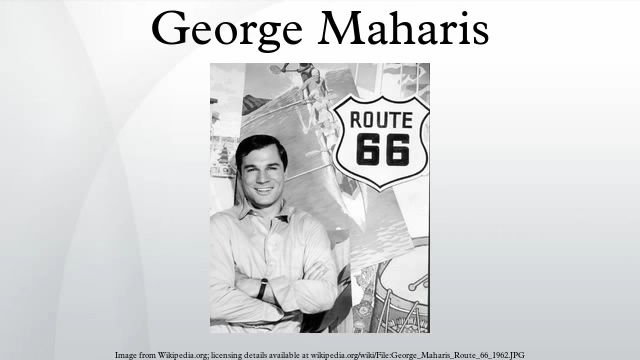 George Maharis
ROUTE
66
Image from Wikipedia.org; licensing details available at wikipedia.org/wiki/File:George_Maharis_Route_66_1962.JPG